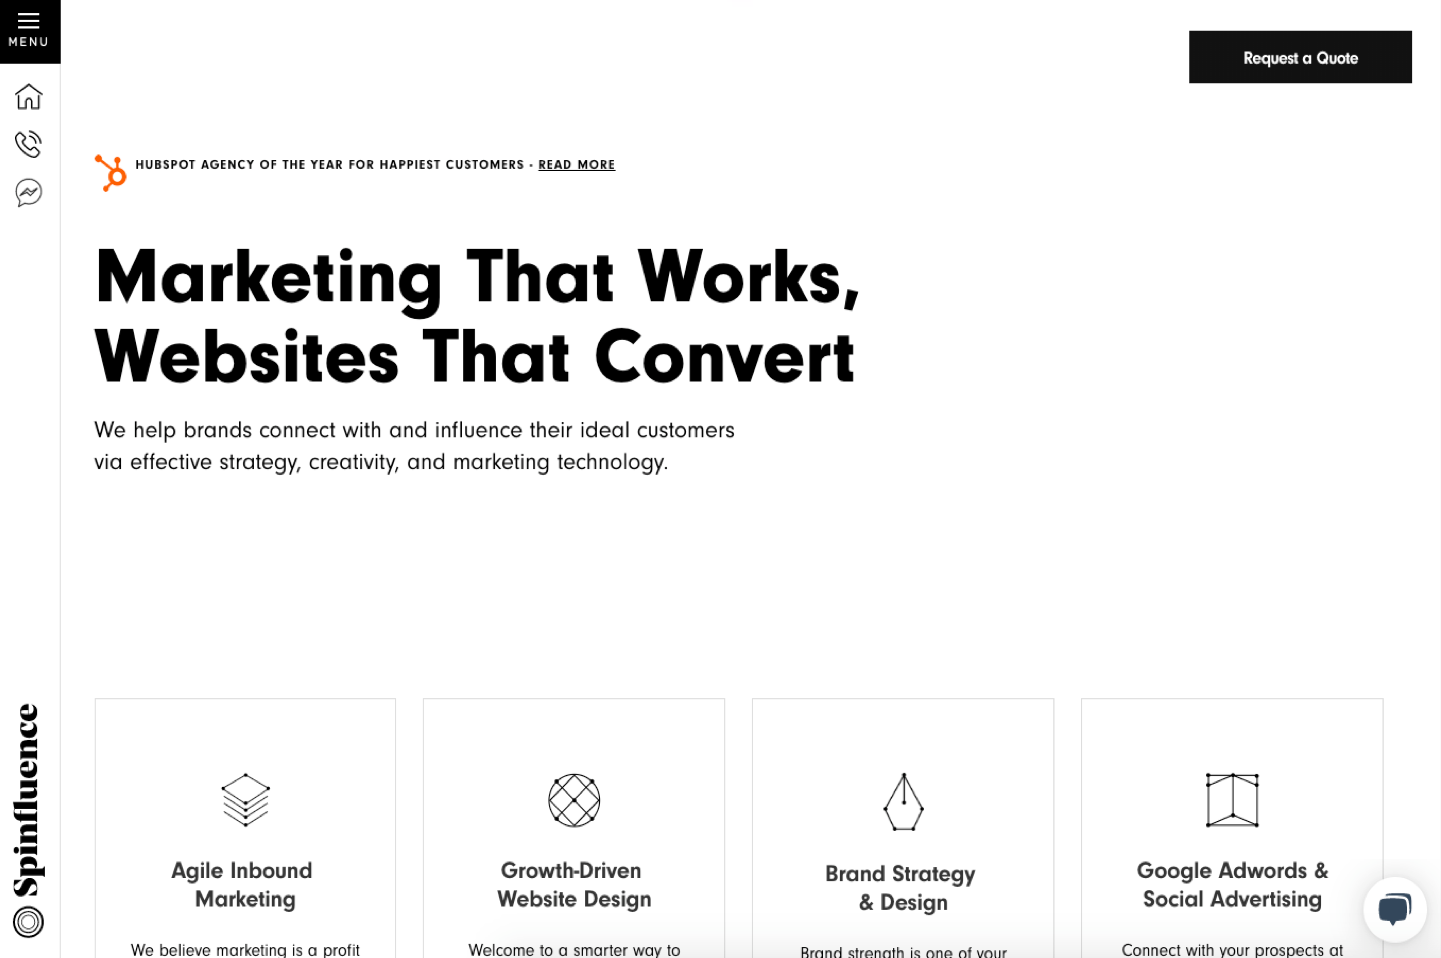 MENU
Request a Quote
HUBSPOT AGENCY OF THE YEAR FOR HAPPIEST CUSTOMERS - READ MORE
Marketing That Works,
Websites That Convert
We help brands connect with and influence their ideal customers
via effective strategy, creativity, and marketing technology.
Spinfluence
Agile Inbound
Marketing
We believe marketing is a profit
Growth-Driven
Website Design
Welcome to a smarter way to
Brand Strategy
& Design
Brand strength is one of your
Google Adwords &
Social Advertising
Connect with your prospects at